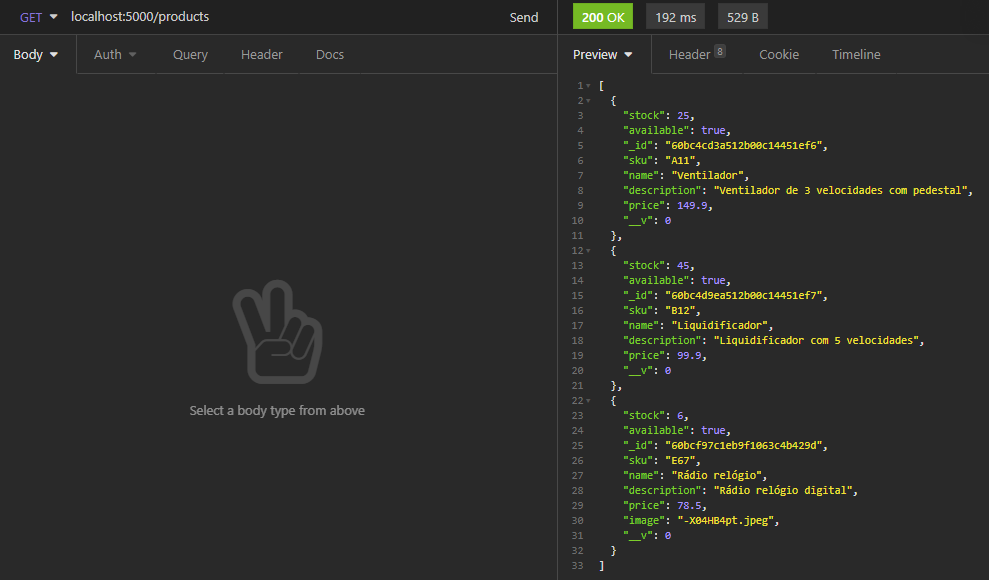 GET localhost:5000/products Send
Body Auth Query Header Docs
Select a body type from above
200 OK 192 ms 529 B
Preview Header 8 Cookie Timeline
1 [
2 {
3 "stock": 25,
4 "available": true,
5 "_id": "60bc4cd3a512b00c14451ef6",
6 "sku": "A11",
7 "name": "Ventilador",
8 "description": "Ventilador de 3 velocidades com pedestal",
9 "price": 149.9,
10 "__v": 0
11 },
12 {
13 "stock": 45,
14 "available": true,
15 "_id": "60bc4d9ea512b00c14451ef7",
16 "sku": "B12",
17 "name": "Liquidificador",
18 "description": "Liquidificador com 5 velocidades",
19 "price": 99.9,
20 "__v": 0
21 },
22 {
23 "stock": 6,
24 "available": true,
25 "_id": "60bcf97c1eb9f1063c4b429d",
26 "sku": "E67",
27 "name": "Rádio relógio",
28 "description": "Rádio relógio digital",
29 "price": 78.5,
30 "image": "-X04HB4pt.jpeg",
31 "__v": 0
32 }
33 ]